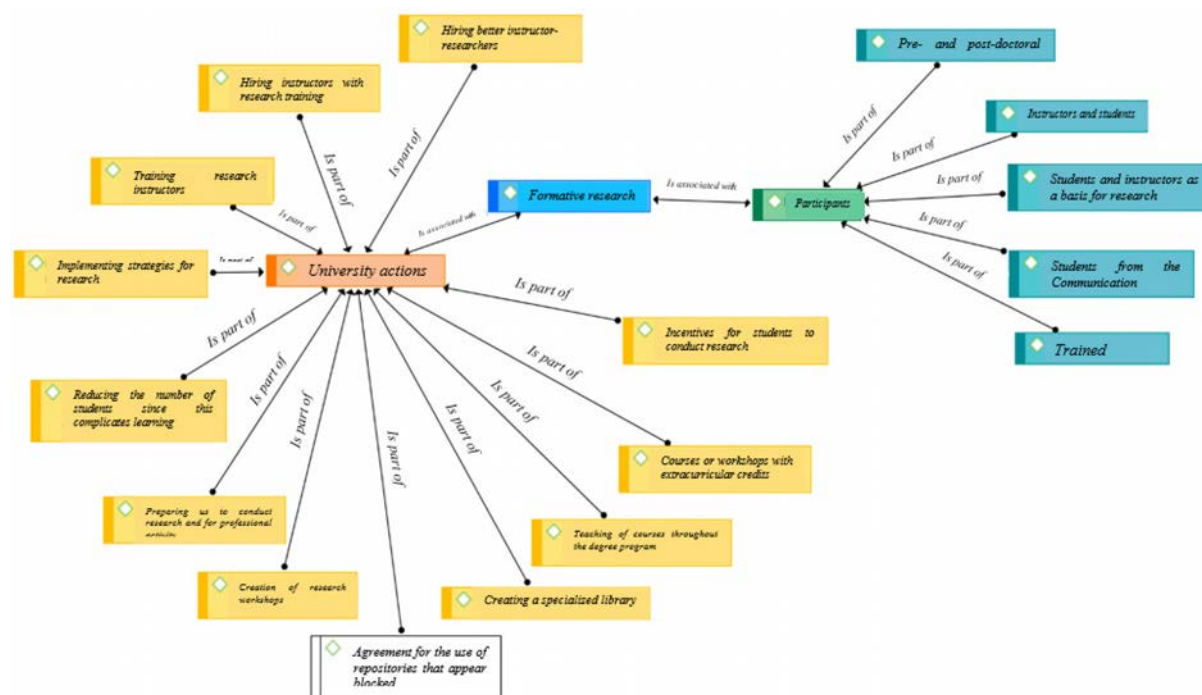 Hiring better instructor-
researchers
Pre- and post-doctoral
Hiring instructors with
research training
Instructors and students
Is part of
Is part of
Is part of
Is part of
Training research
instructors
Is part of
Formative research
Is associated with
Participants
Students and instructors as
a basis for research
Is part of
Is part of
Is associated with
Is part of
Students from the
Communication
Implementing strategies for
research
Is part of
University actions
Is part of
Trained
Is part of
Incentives for students to
conduct research
Is part of
Is part of
Reducing the number of
students since this
complicates learning
Is part of
Is part of
Is part of
Is part of
Is part of
Courses or workshops with
extracurricular credits
Preparing us to conduct
research and for professional
Teaching of courses throughout
the degree program
Creation of research
workshops
Creating a specialized library
Agreement for the use of
repositories that appear
blocked